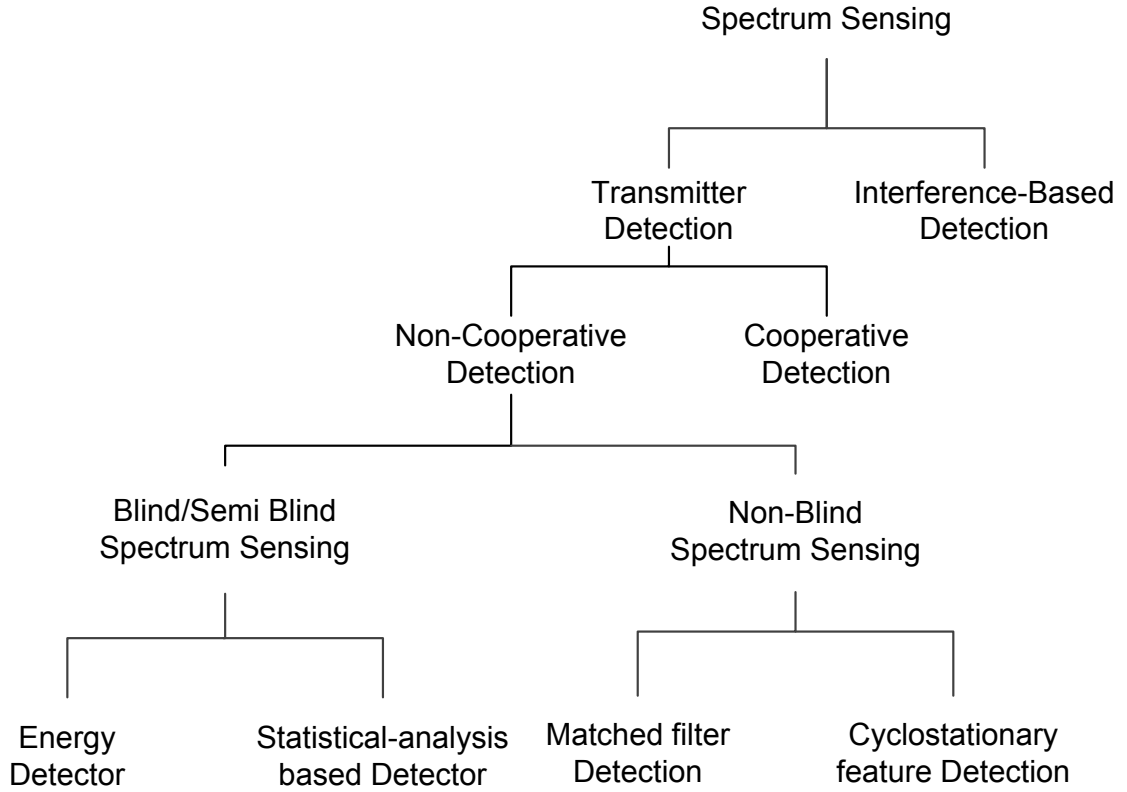 Spectrum Sensing
Transmitter
Detection
Interference-Based
Detection
Non-Cooperative
Detection
Cooperative
Detection
Blind/Semi Blind
Spectrum Sensing
Non-Blind
Spectrum Sensing
Energy
Detector
Statistical-analysis
based Detector
Matched filter
Detection
Cyclostationary
feature Detection